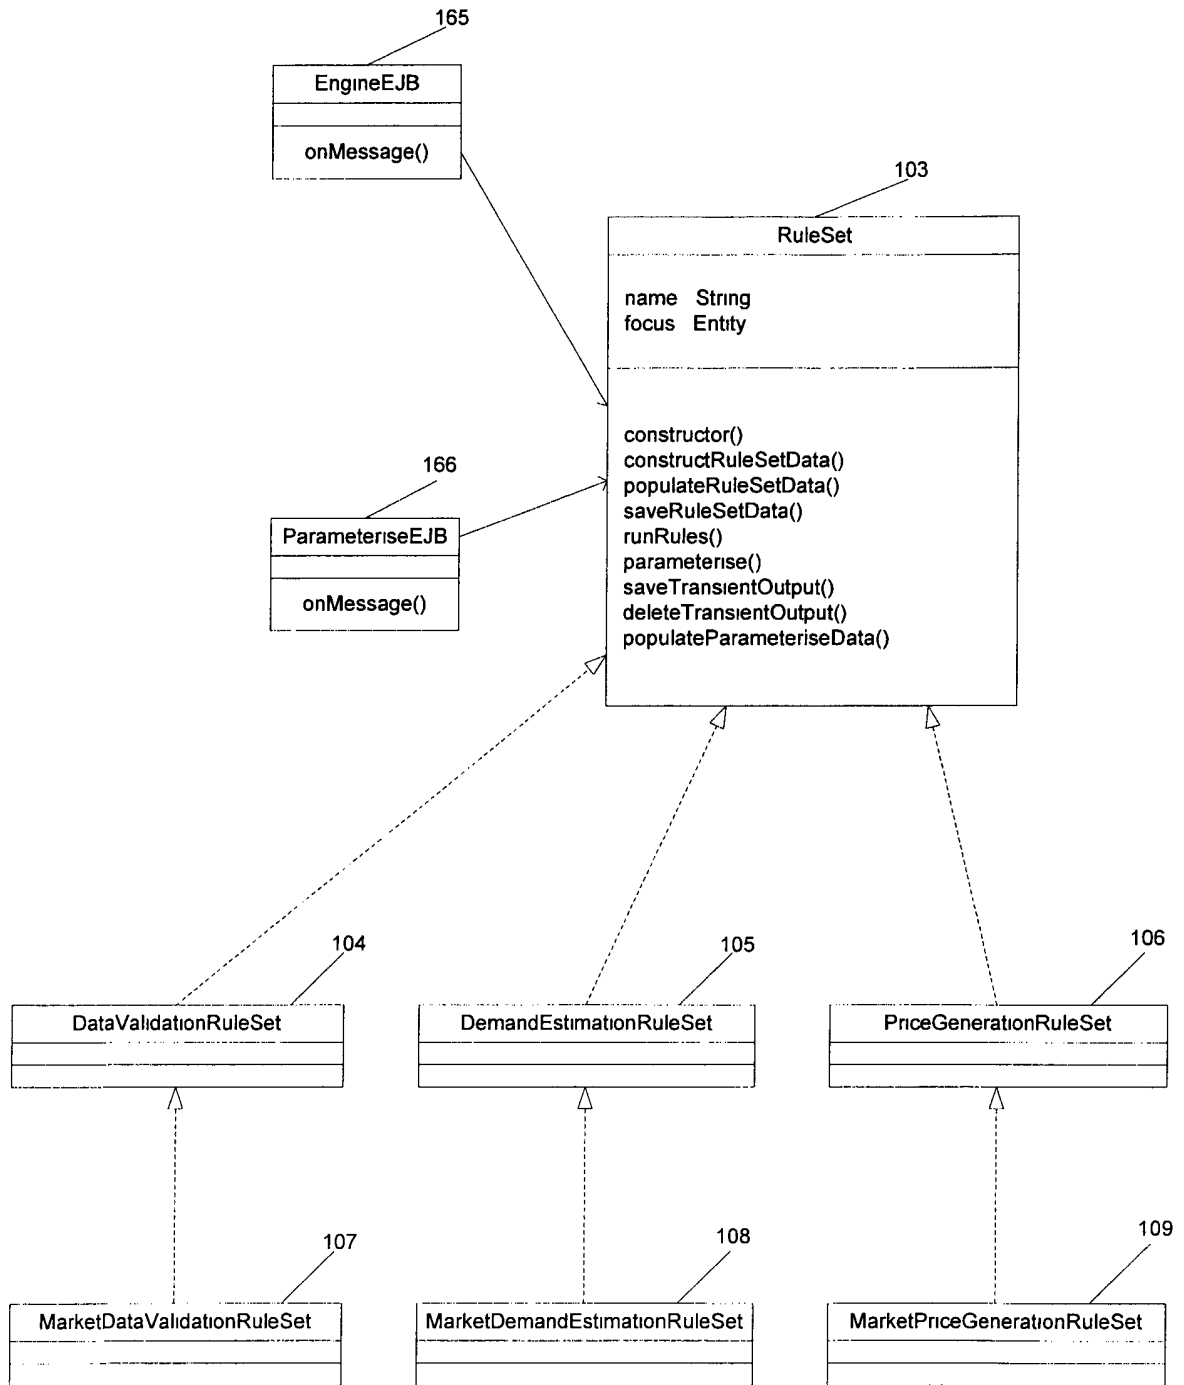 165
EngineEJB
onMessage()
103
RuleSet
name String
focus Entity
constructor()
constructRuleSetData()
populateRuleSetData()
saveRuleSetData()
runRules()
parameterise()
saveTransientOutput()
deleteTransientOutput()
populateParameteriseData()
166
ParameteriseEJB
onMessage()
104
DataValidationRuleSet
105
DemandEstimationRuleSet
106
PriceGenerationRuleSet
107
MarketDataValidationRuleSet
108
MarketDemandEstimationRuleSet
109
MarketPriceGenerationRuleSet